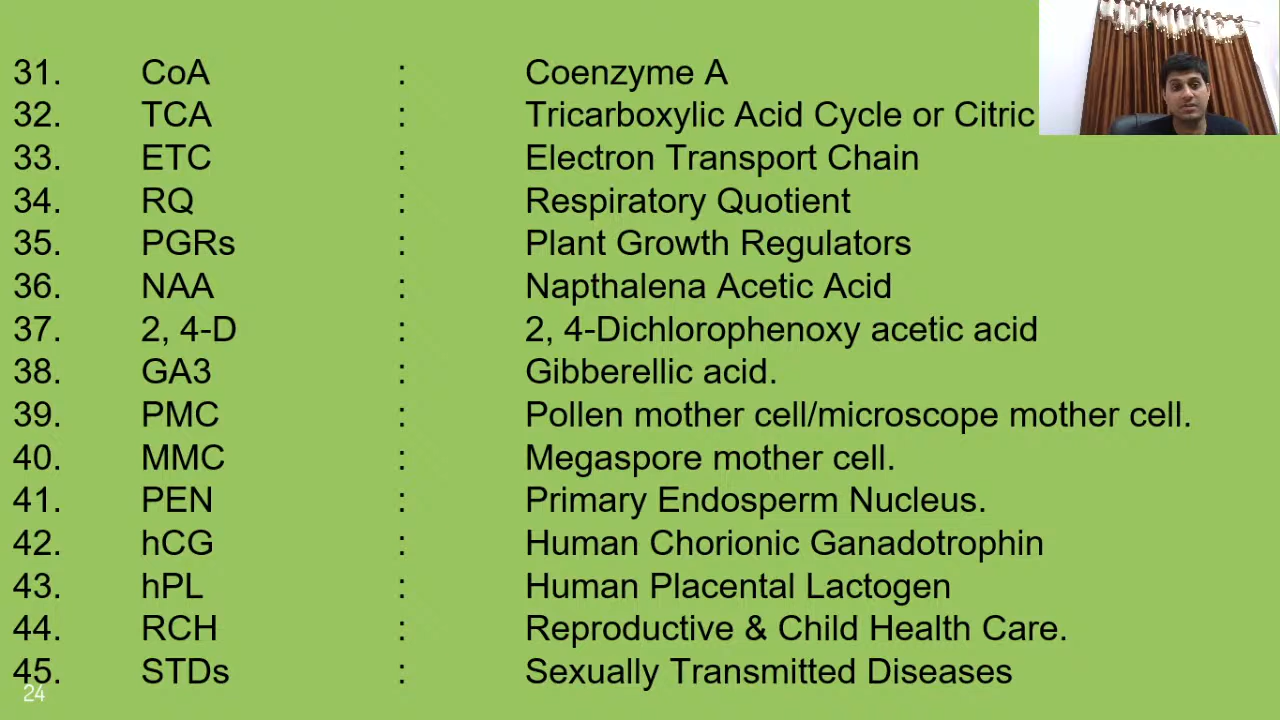 31. CoA : Coenzyme A
32. TCA : Tricarboxylic Acid Cycle or Citric
33. ETC : Electron Transport Chain
34. RQ : Respiratory Quotient
35. PGRs : Plant Growth Regulators
36. NAA : Napthalena Acetic Acid
37. 2, 4-D : 2, 4-Dichlorophenoxy acetic acid
38. GA3 : Gibberellic acid.
39. PMC : Pollen mother cell/microscope mother cell.
40. MMC : Megaspore mother cell.
41. PEN : Primary Endosperm Nucleus.
42. hCG : Human Chorionic Ganadotrophin
43. hPL : Human Placental Lactogen
44. RCH : Reproductive & Child Health Care.
45. STDs : Sexually Transmitted Diseases
24